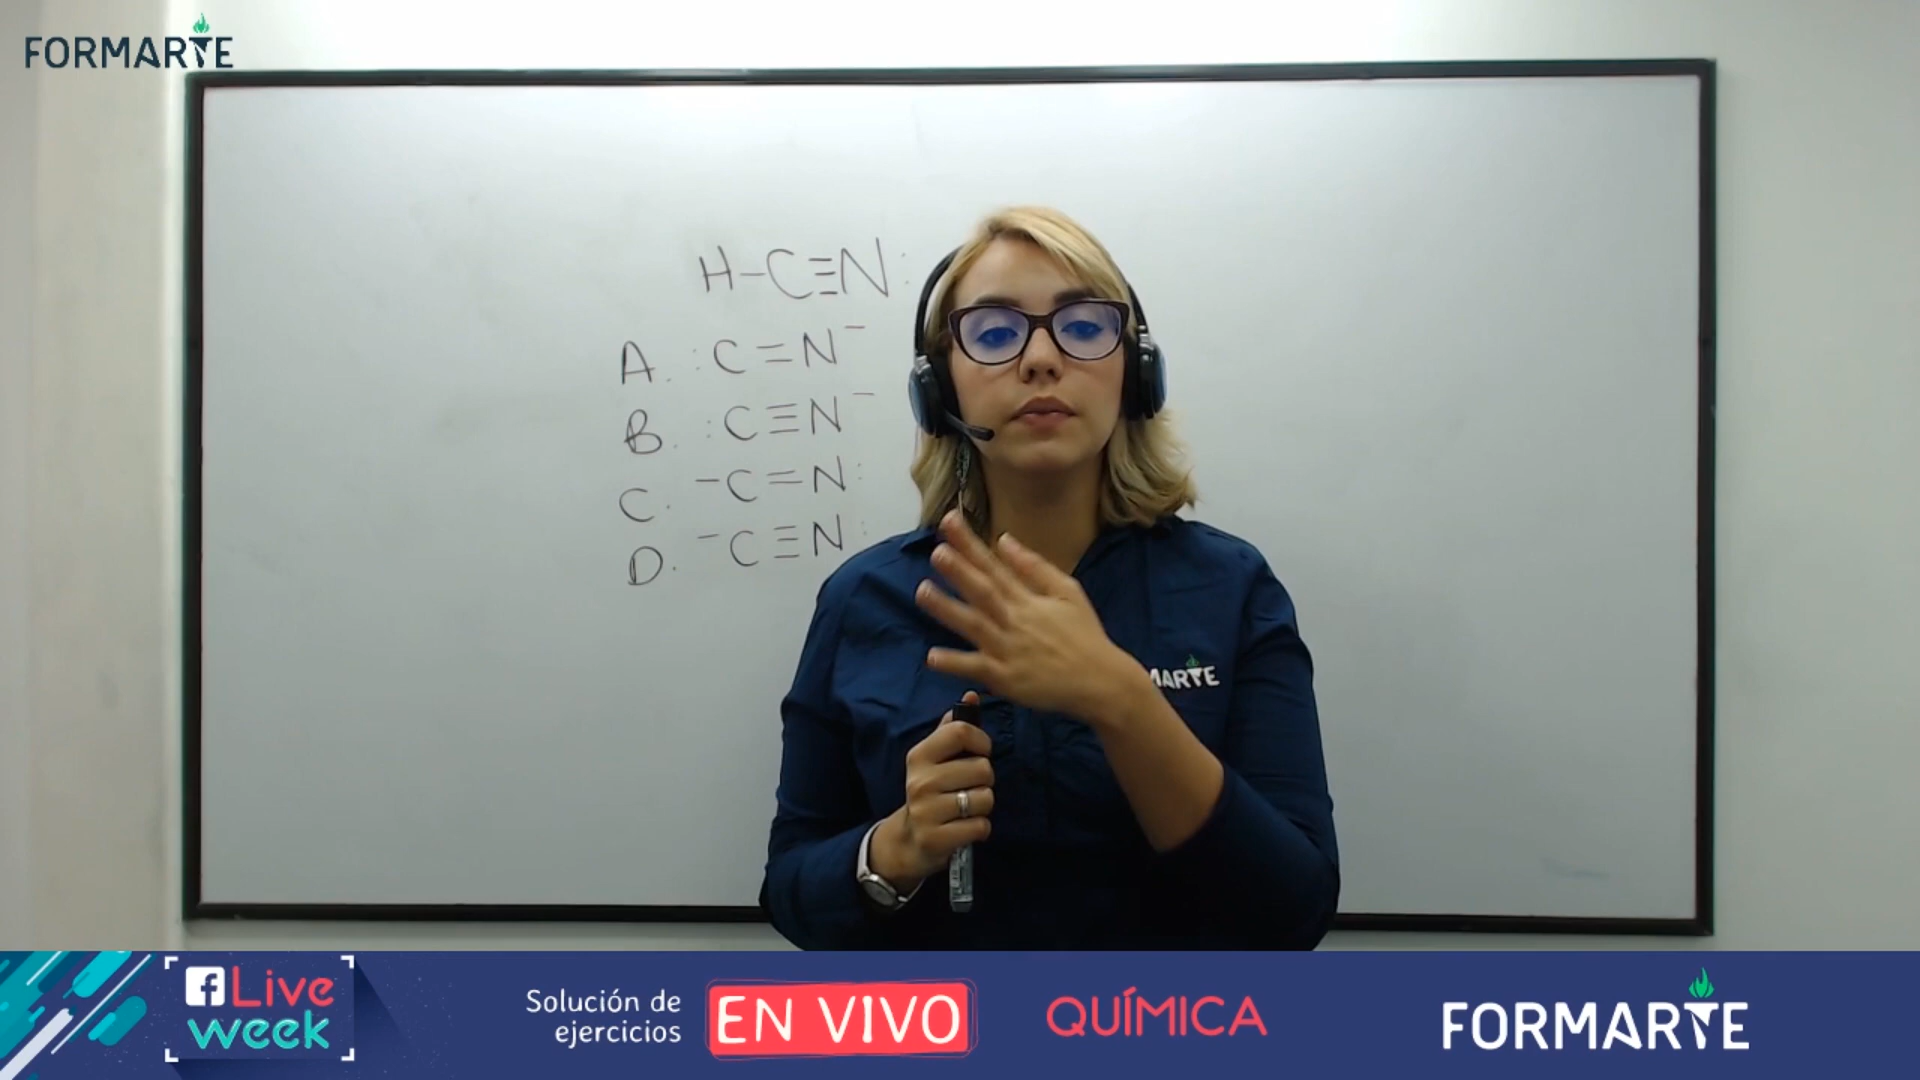 FORMARTE
H-C≡N:
A. :C=N⁻
B. :C≡N⁻
C. ⁻C=N:
D. ⁻C≡N:
MARTE
Live
week
Solución de
ejercicios
EN VIVO
QUÍMICA
FORMARTE